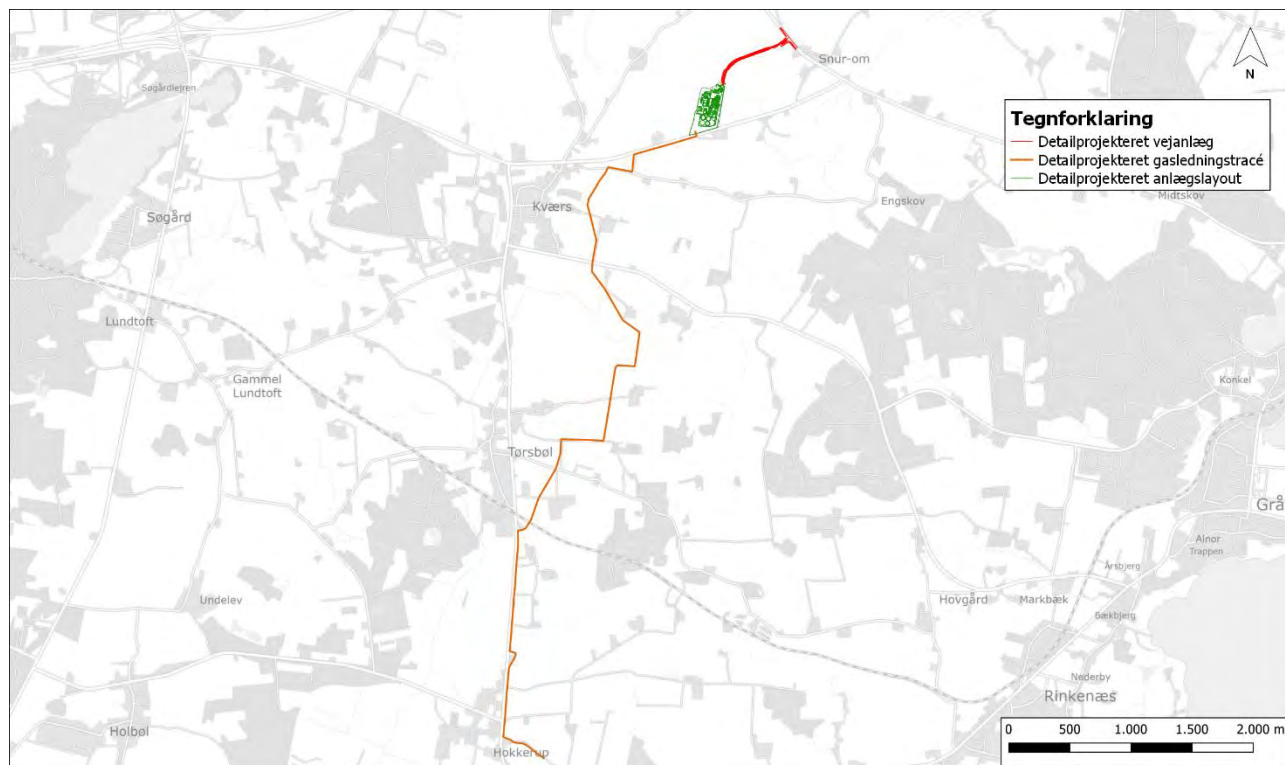 Snur-om
Søgårdlejren
N
Tegnforklaring
Detailprojekteret vejanlæg
Detailprojekteret gasledningstracé
Detailprojekteret anlægslayout
Midtskov
Engskov
Kværs
Søgård
Lundtoft
Gammel
Lundtoft
Konkel
Tørsbøl
Grå
Alnor
Trappen
Årsbjerg
Undelev
Hovgård
Markbæk
Bækbjerg
Nederby
Rinkenæs
Holbøl
Hokkerup
0 500 1.000 1.500 2.000 m